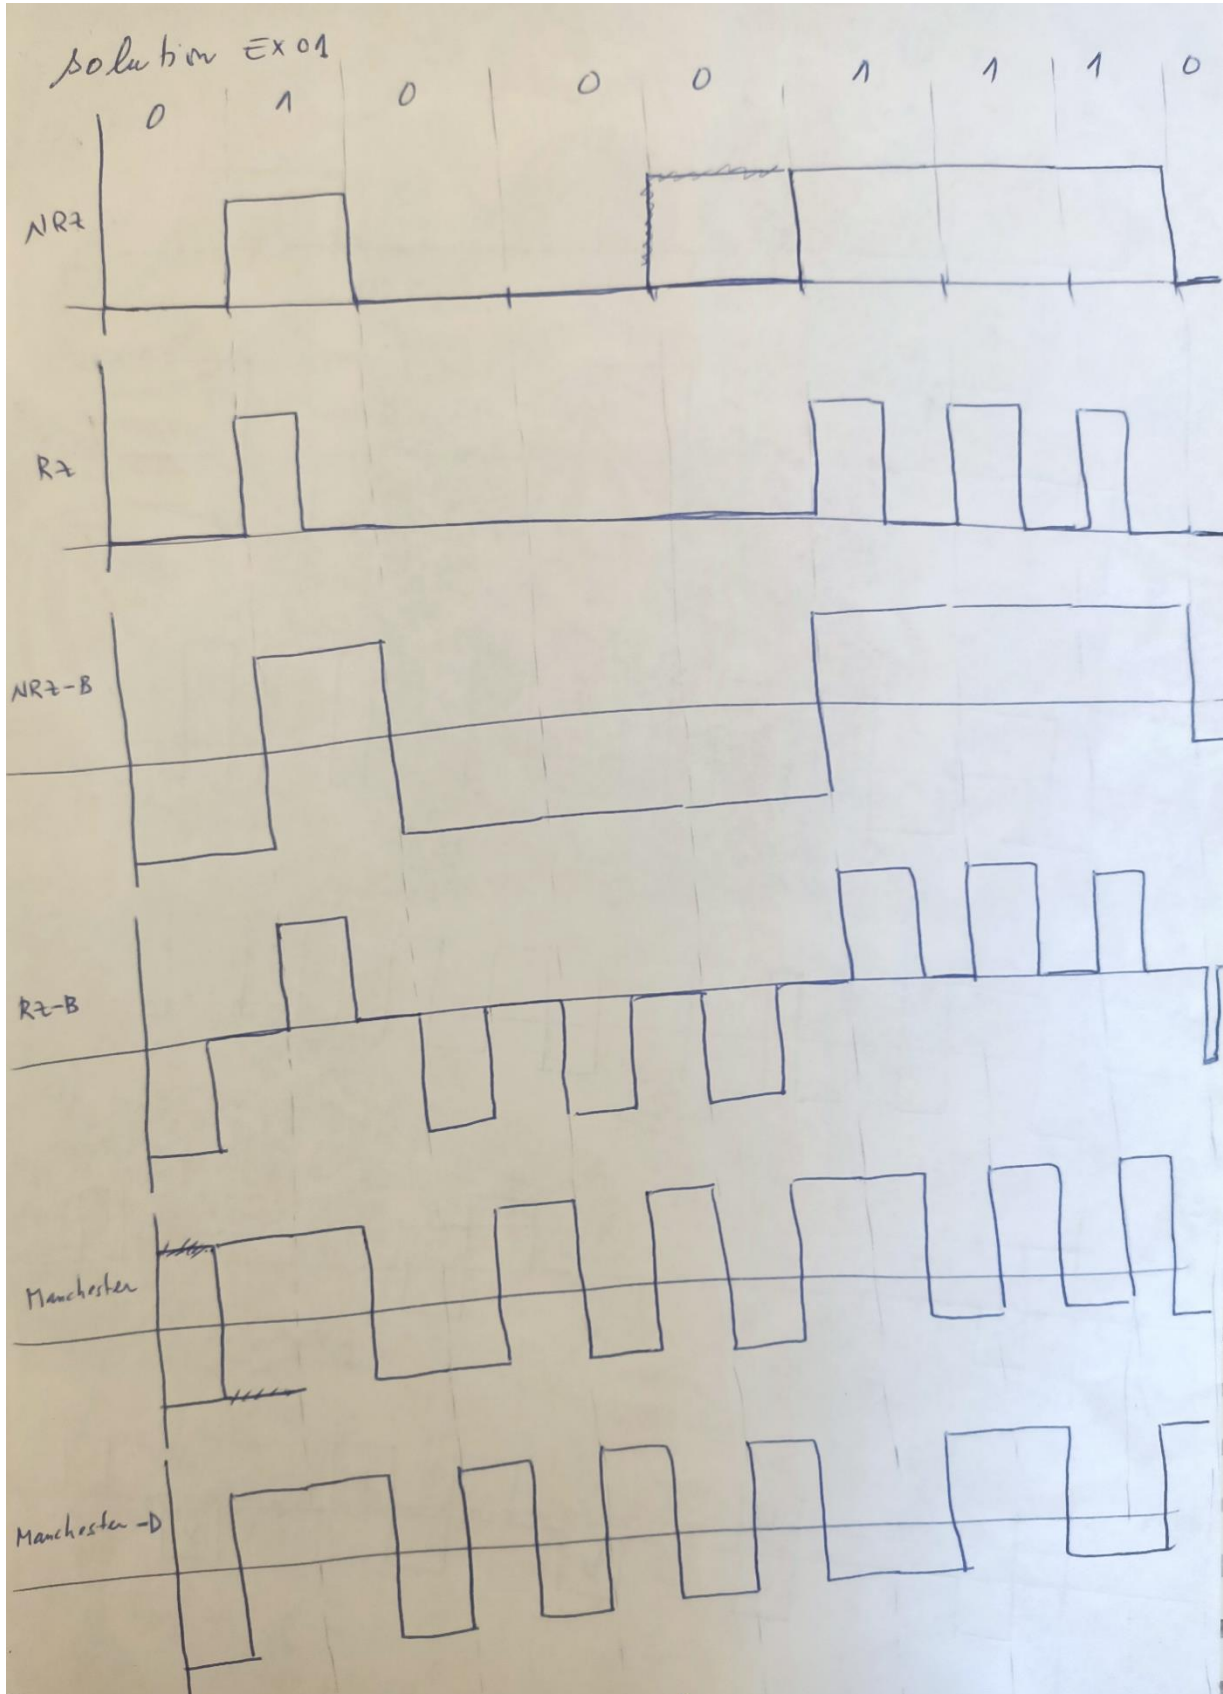 solution EX01
0 1 0 0 0 1 1 1 0
NRZ
RZ
NRZ-B
RZ-B
Manchester
Manchester-D